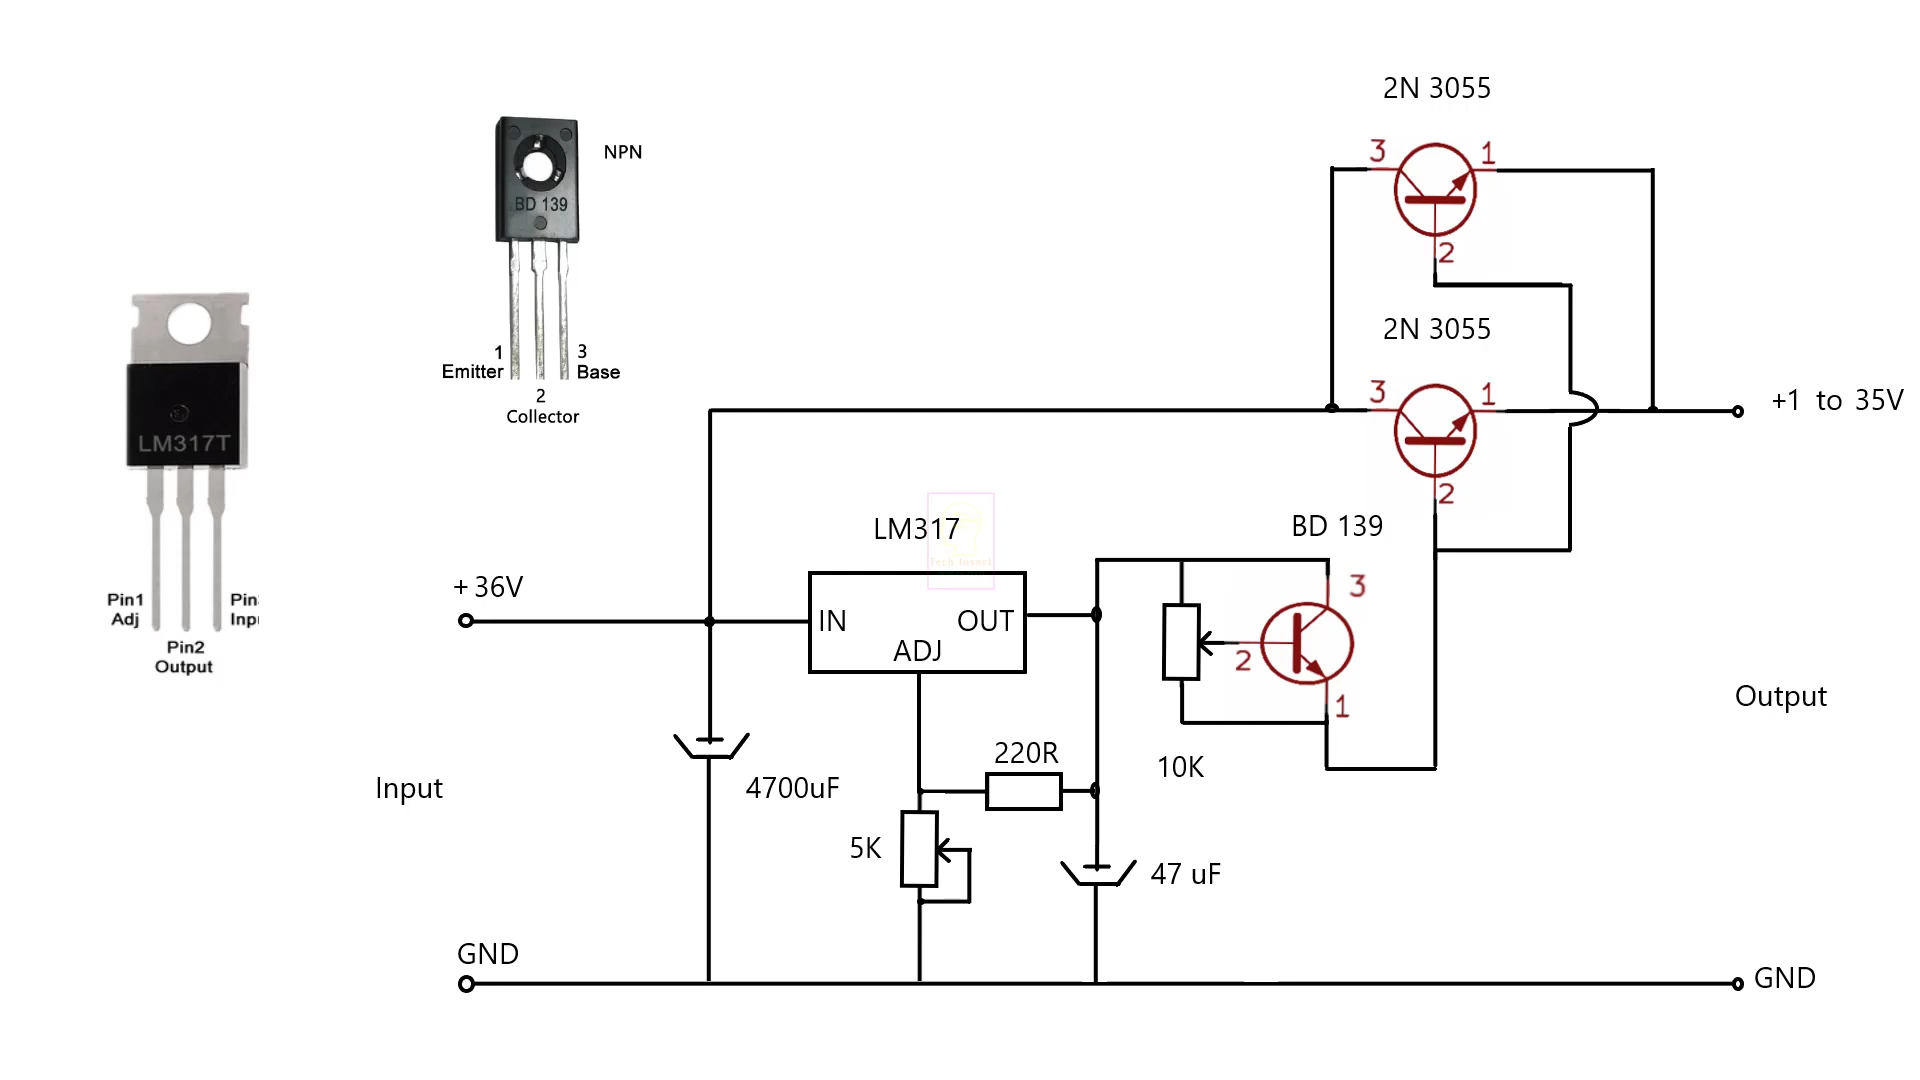 2N 3055
3
1
2
2N 3055
3
1
2
+1 to 35V
NPN
BD 139
1
Emitter
3
Base
2
Collector
LM317T
Pin1
Adj
Pin2
Output
LM317
Tech Insect
+ 36V
IN
OUT
ADJ
BD 139
3
2
1
10K
220R
5K
4700uF
47 uF
Input
Output
GND
GND